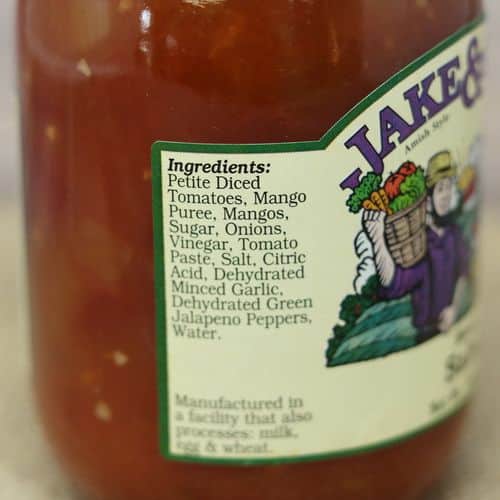 Ingredients:
Petite Diced
Tomatoes, Mango
Puree, Mangos,
Sugar, Onions,
Vinegar, Tomato
Paste, Salt, Citric
Acid, Dehydrated
Minced Garlic,
Dehydrated Green
Jalapeno Peppers,
Water.
Manufactured in
a facility that also
processes: milk,
egg & wheat.
JAKE &
Amish Style